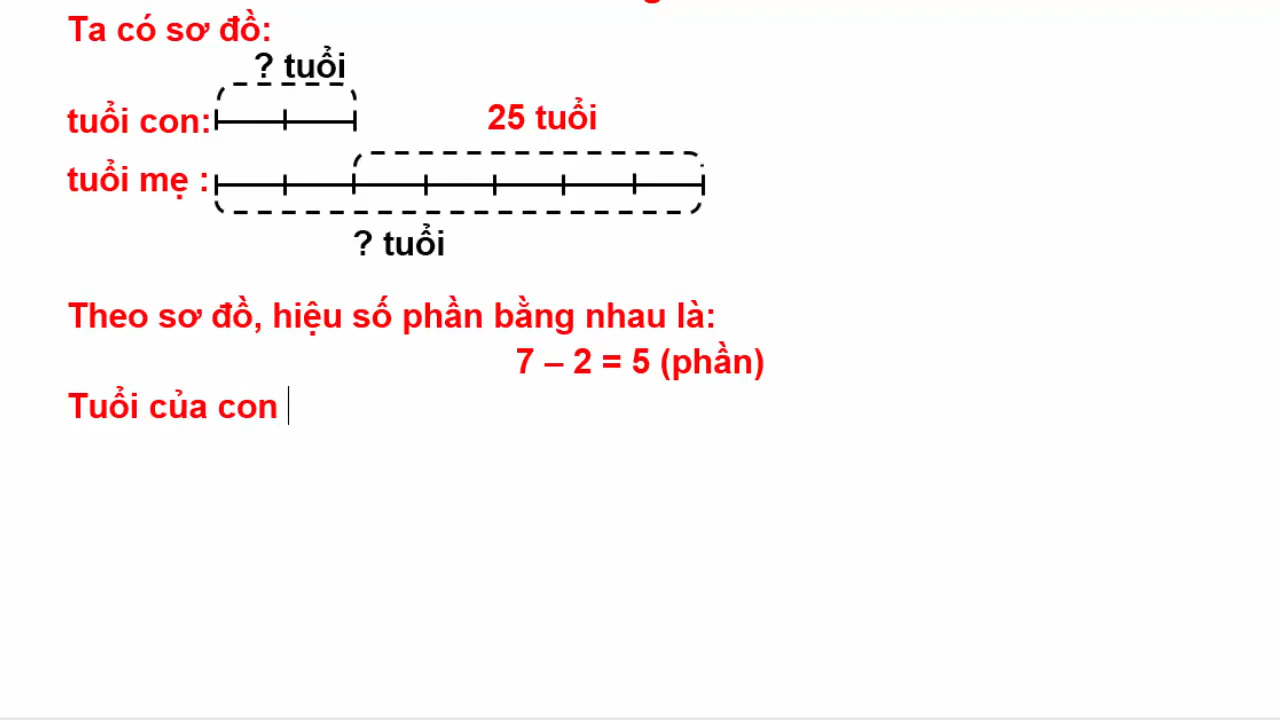 Ta có sơ đồ:
? tuổi
tuổi con:
25 tuổi
tuổi mẹ :
? tuổi
Theo sơ đồ, hiệu số phần bằng nhau là:
7 – 2 = 5 (phần)
Tuổi của con